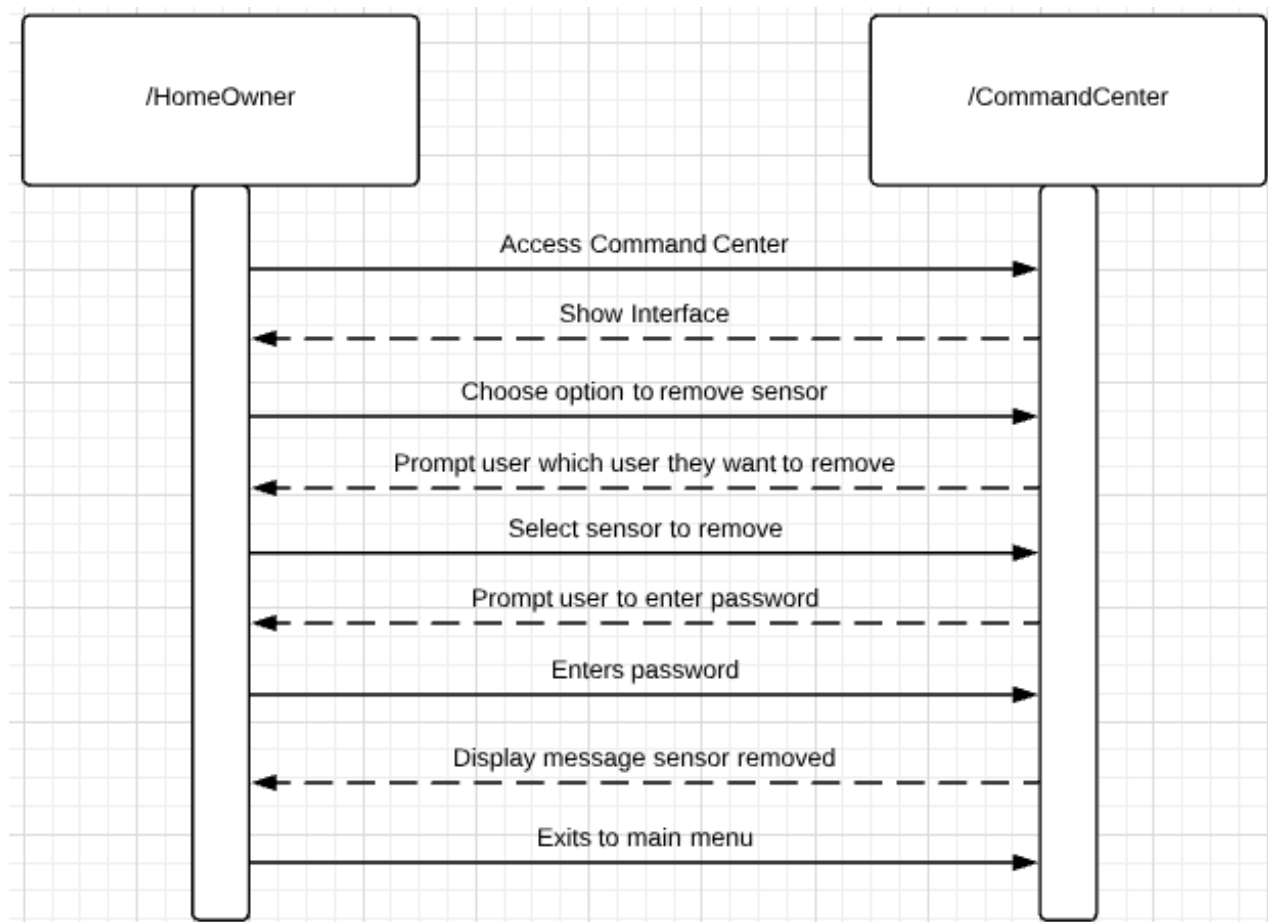 /HomeOwner
/CommandCenter
Access Command Center
Show Interface
Choose option to remove sensor
Prompt user which user they want to remove
Select sensor to remove
Prompt user to enter password
Enters password
Display message sensor removed
Exits to main menu